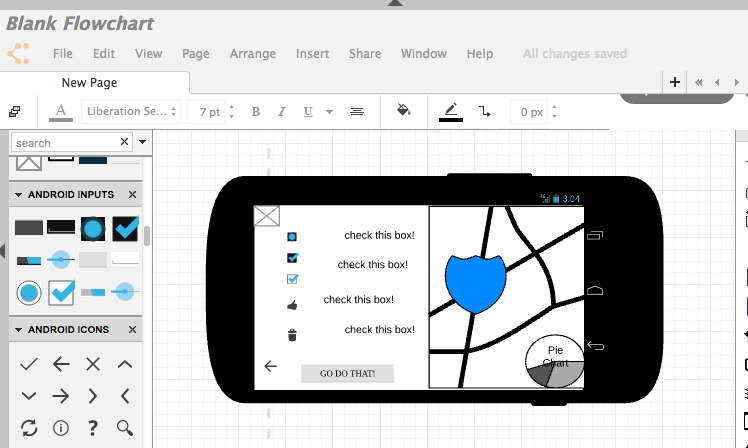 Blank Flowchart
File Edit View Page Arrange Insert Share Window Help All changes saved
New Page
A Liberation Se... 7 pt B I U 0 px
search
ANDROID INPUTS
ANDROID ICONS
3:04
check this box!
check this box!
check this box!
check this box!
GO DO THAT!
Pie
Chart